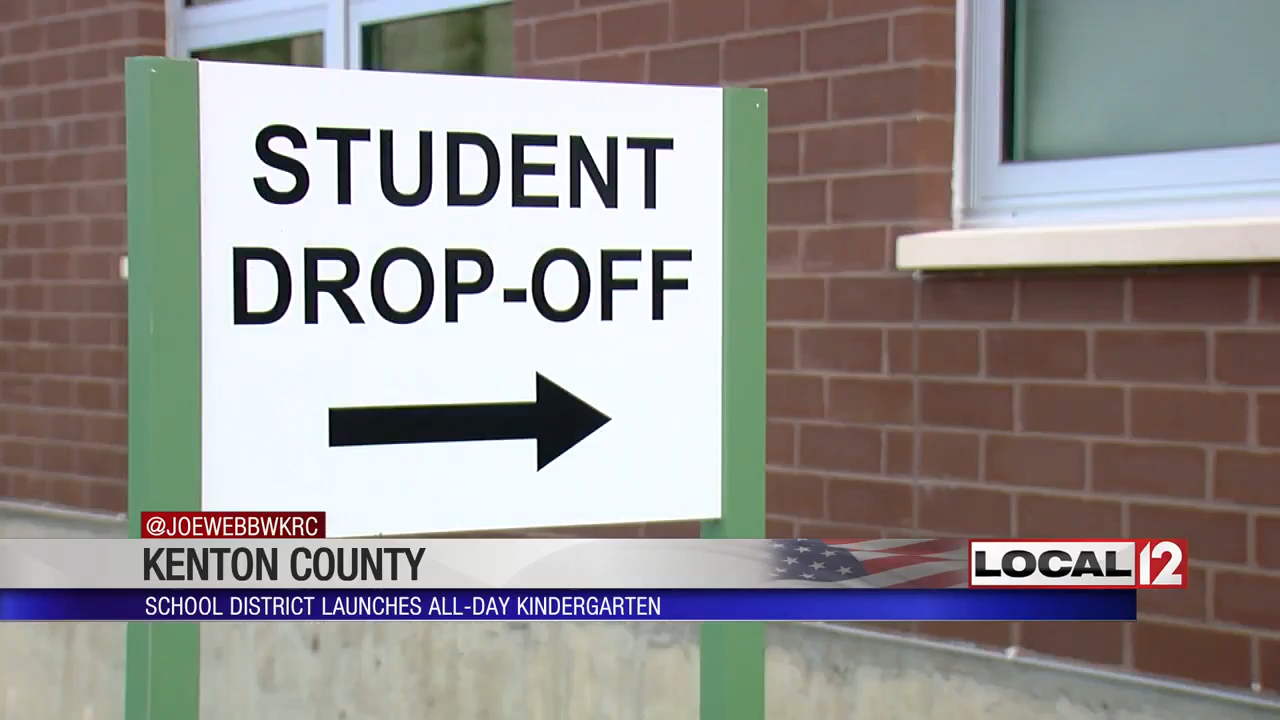 STUDENT
DROP-OFF
@JOEWEBBWKRC
KENTON COUNTY
LOCAL 12
SCHOOL DISTRICT LAUNCHES ALL-DAY KINDERGARTEN